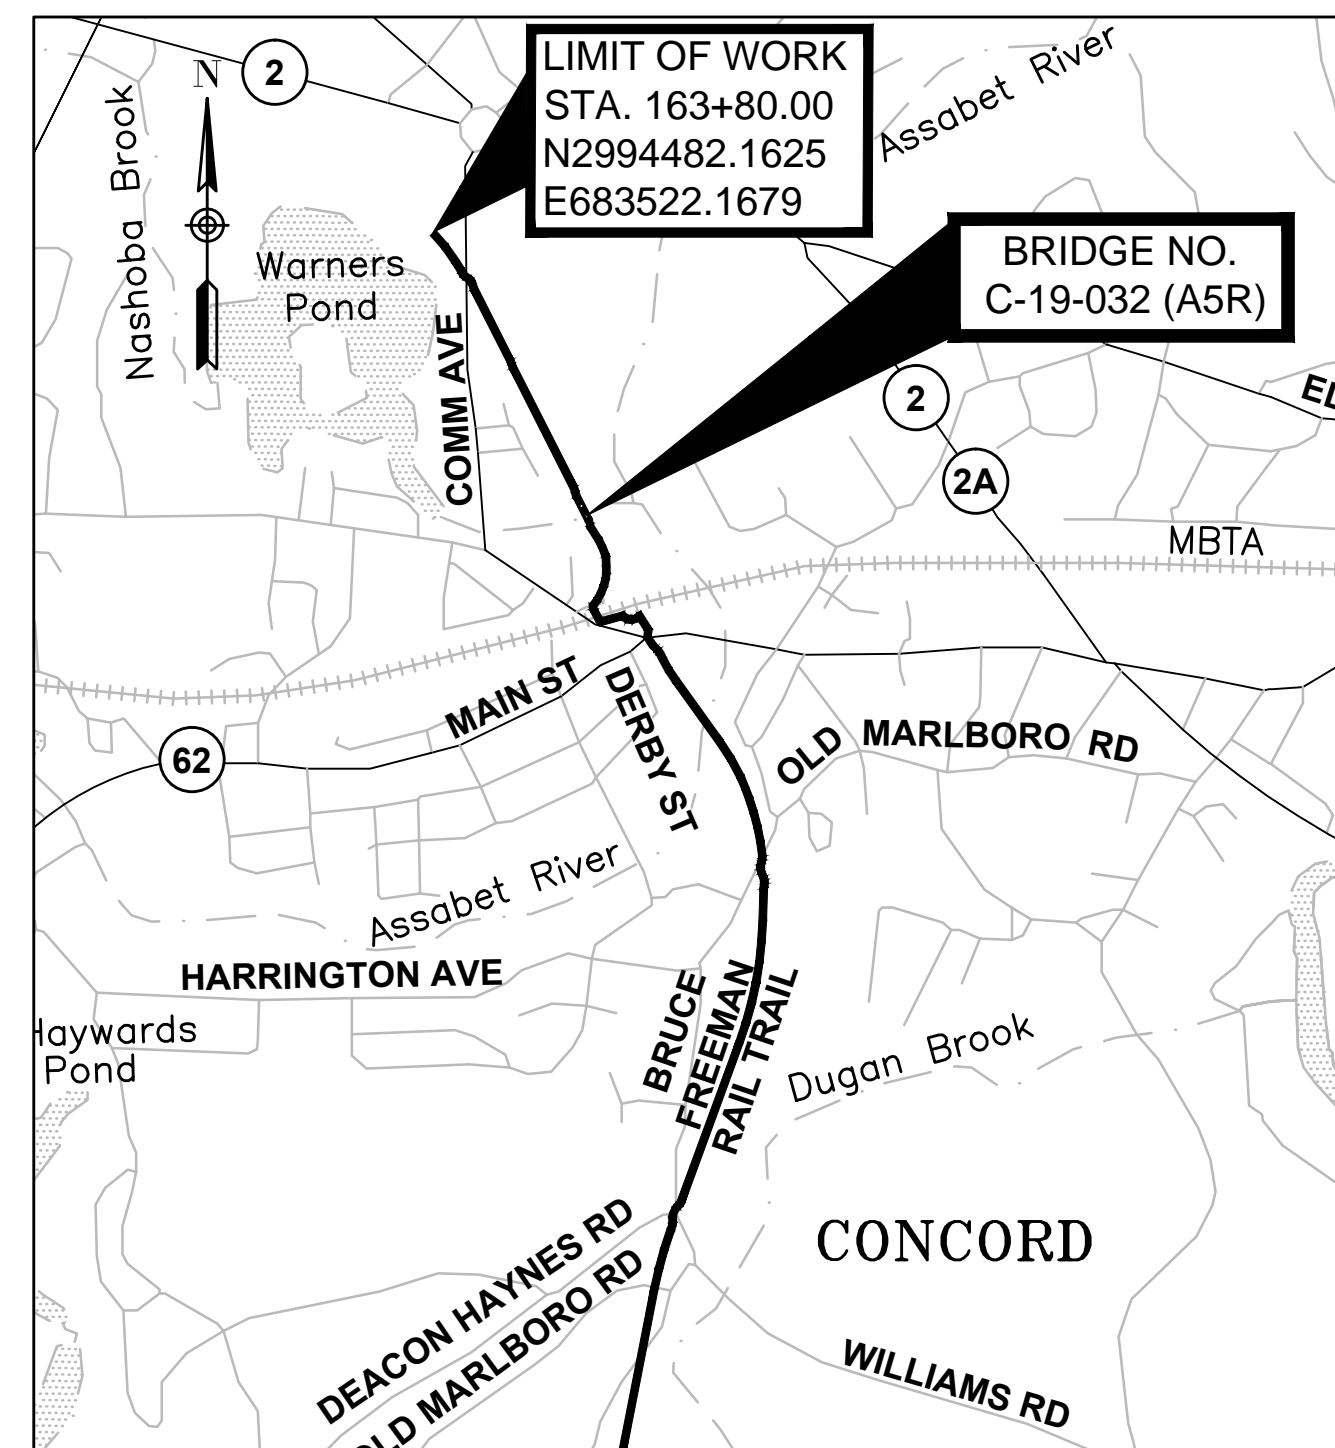 LIMIT OF WORK
STA. 163+80.00
N2994482.1625
E683522.1679
2
N
Assabet River
Nashoba Brook
Warners
Pond
BRIDGE NO.
C-19-032 (A5R)
COMM AVE
2
2A
MBTA
MAIN ST
62
DERBY ST
OLD MARLBORO RD
Assabet River
HARRINGTON AVE
Haywards
Pond
BRUCE
FREEMAN
RAIL TRAIL
Dugan Brook
CONCORD
DEACON HAYNES RD
OLD MARLBORO RD
WILLIAMS RD